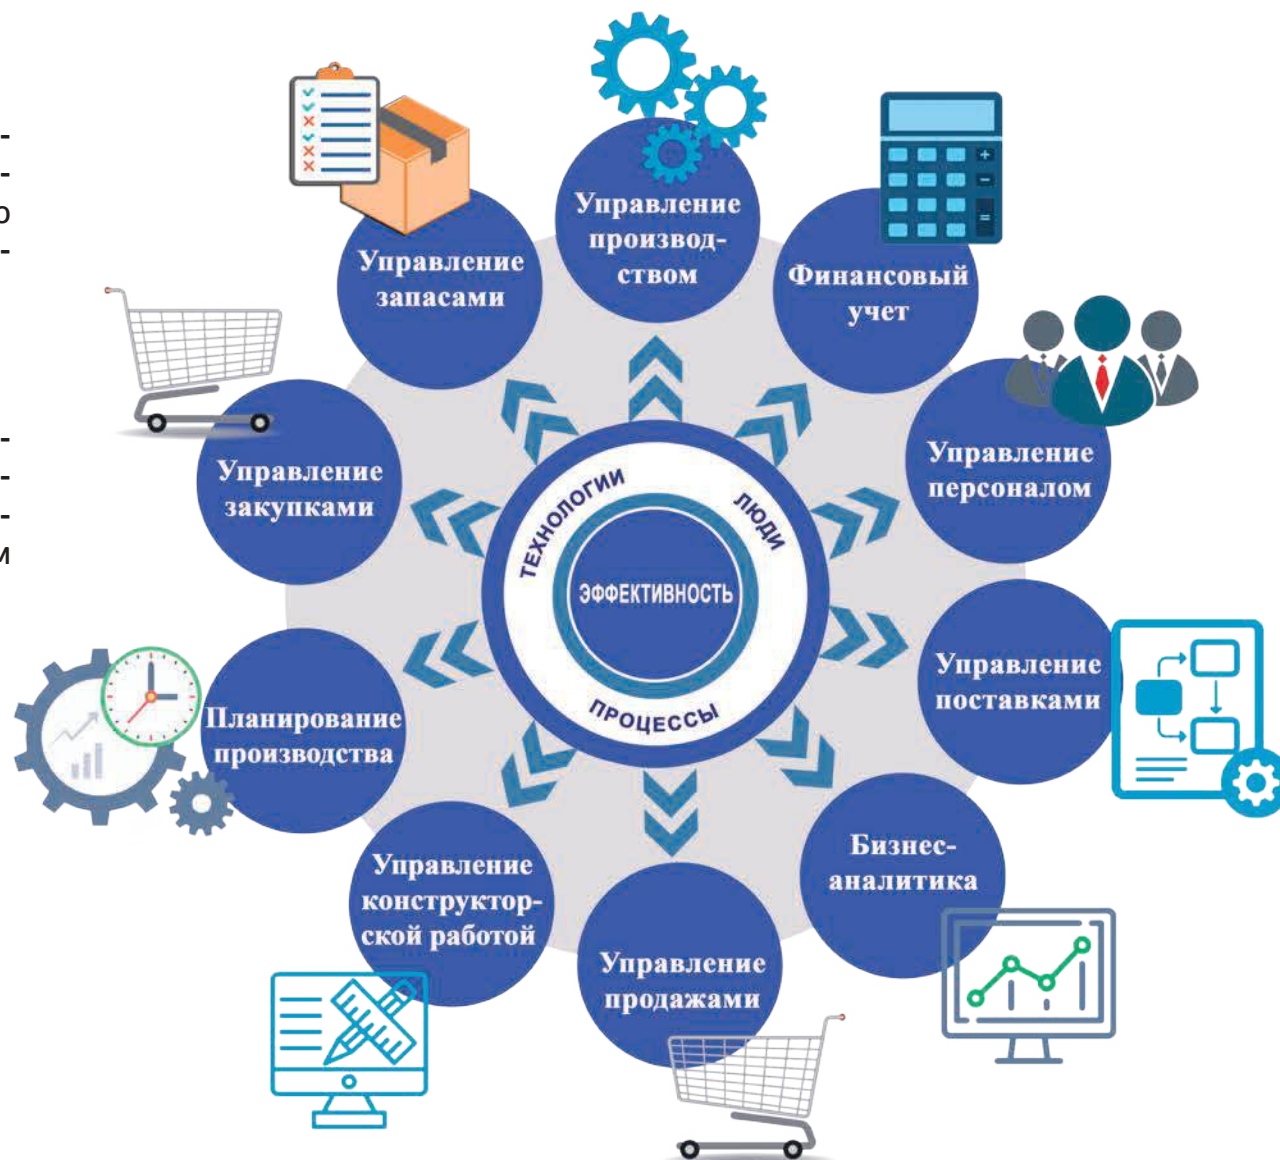 Управление
производ-
ством
Финансовый
учет
Управление
персоналом
Управление
поставками
Бизнес-
аналитика
Управление
продажами
Управление
конструктор-
ской работой
Планирование
производства
Управление
закупками
Управление
запасами
ТЕХНОЛОГИИ
ЛЮДИ
ПРОЦЕССЫ
ЭФФЕКТИВНОСТЬ